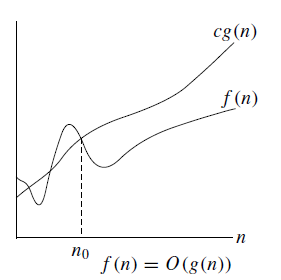 cg(n)
f(n)
n
n₀
f(n) = O(g(n))